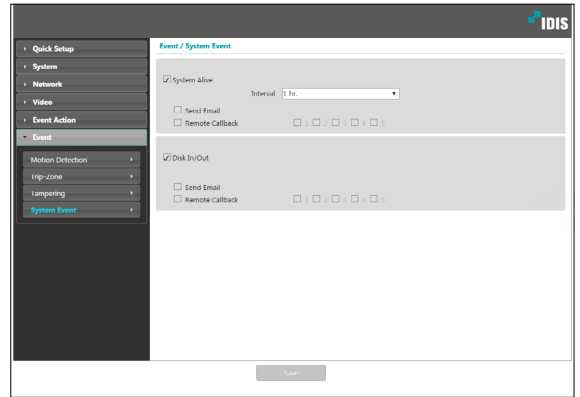 IDIS
Quick Setup
System
Network
Video
Event Action
Event
Motion Detection
Trip-Zone
Tampering
System Event
Event / System Event
System Alive
Interval 1 hr.
Send Email
Remote Callback 1 2 3 4 5
Disk In/Out
Send Email
Remote Callback 1 2 3 4 5
Save